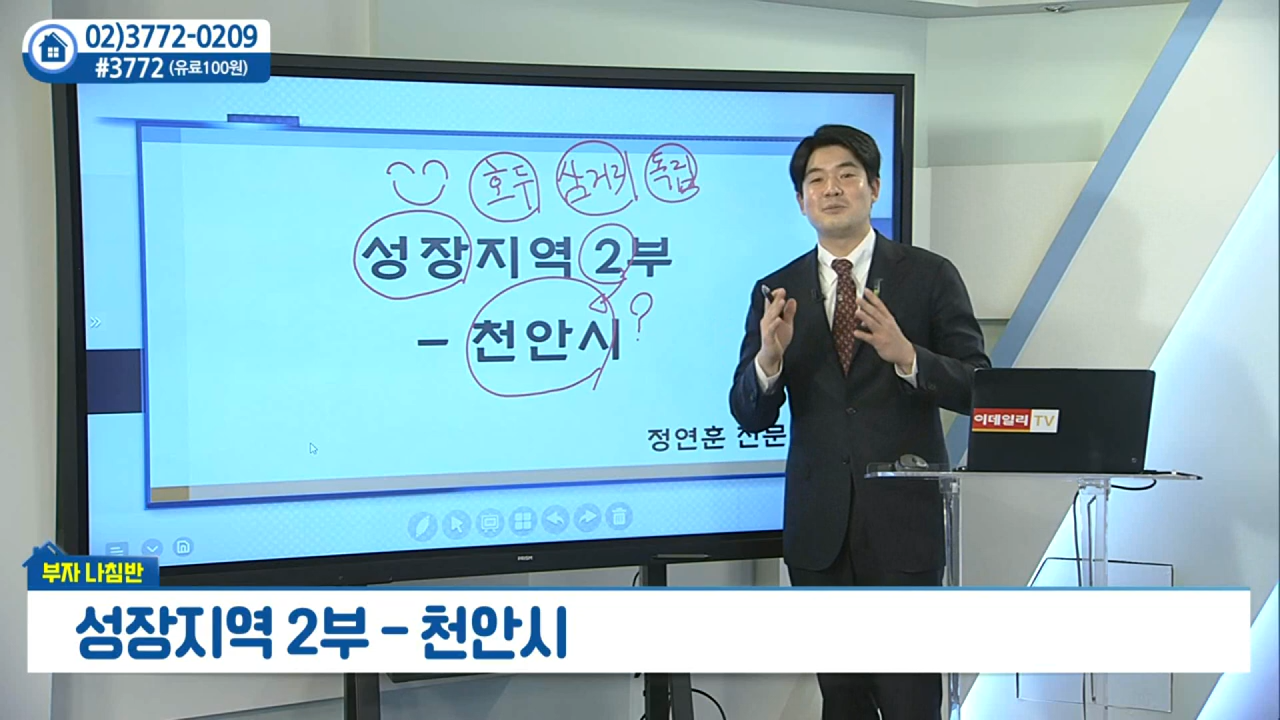 02)3772-0209
#3772 (유료100원)
호두 삼거리 독립
성장지역 2부
- 천안시 ?
정연훈 전문
이데일리 TV
부자 나침반
성장지역 2부 - 천안시